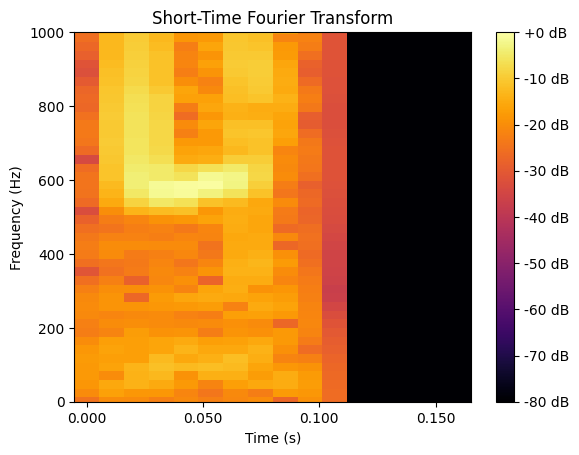 Short-Time Fourier Transform
1000
800
600
400
200
0
Frequency (Hz)
0.000
0.050
0.100
0.150
Time (s)
+0 dB
-10 dB
-20 dB
-30 dB
-40 dB
-50 dB
-60 dB
-70 dB
-80 dB